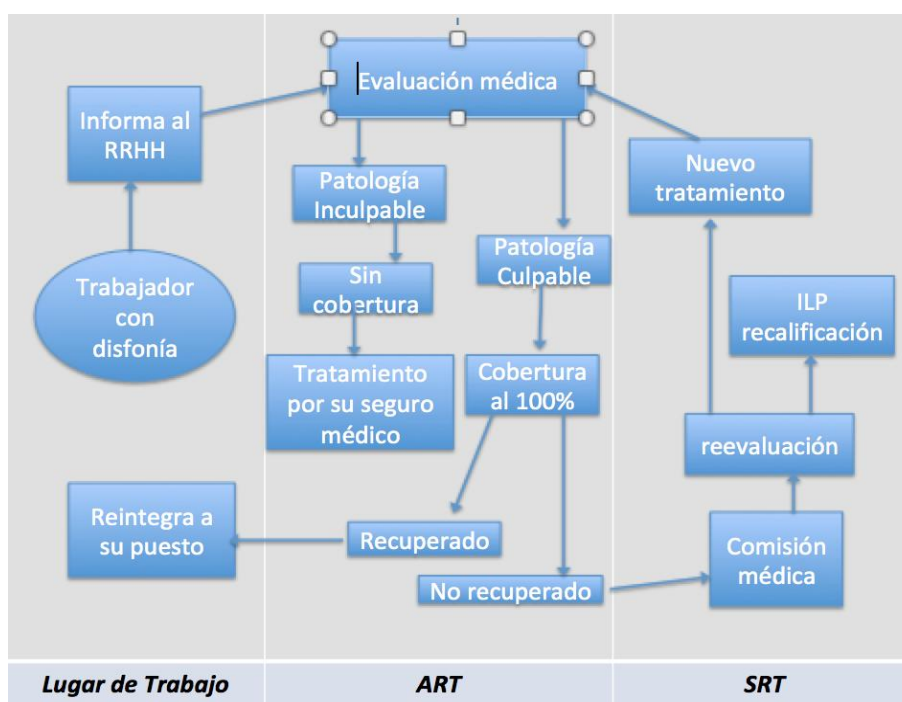 Evaluación médica
Informa al
RRHH
Trabajador
con
disfonía
Patología
Inculpable
Sin
cobertura
Tratamiento
por su seguro
médico
Patología
Culpable
Cobertura
al 100%
Recuperado
Reintegra a
su puesto
No recuperado
Comisión
médica
reevaluación
ILP
recalificación
Nuevo
tratamiento
Lugar de Trabajo
ART
SRT